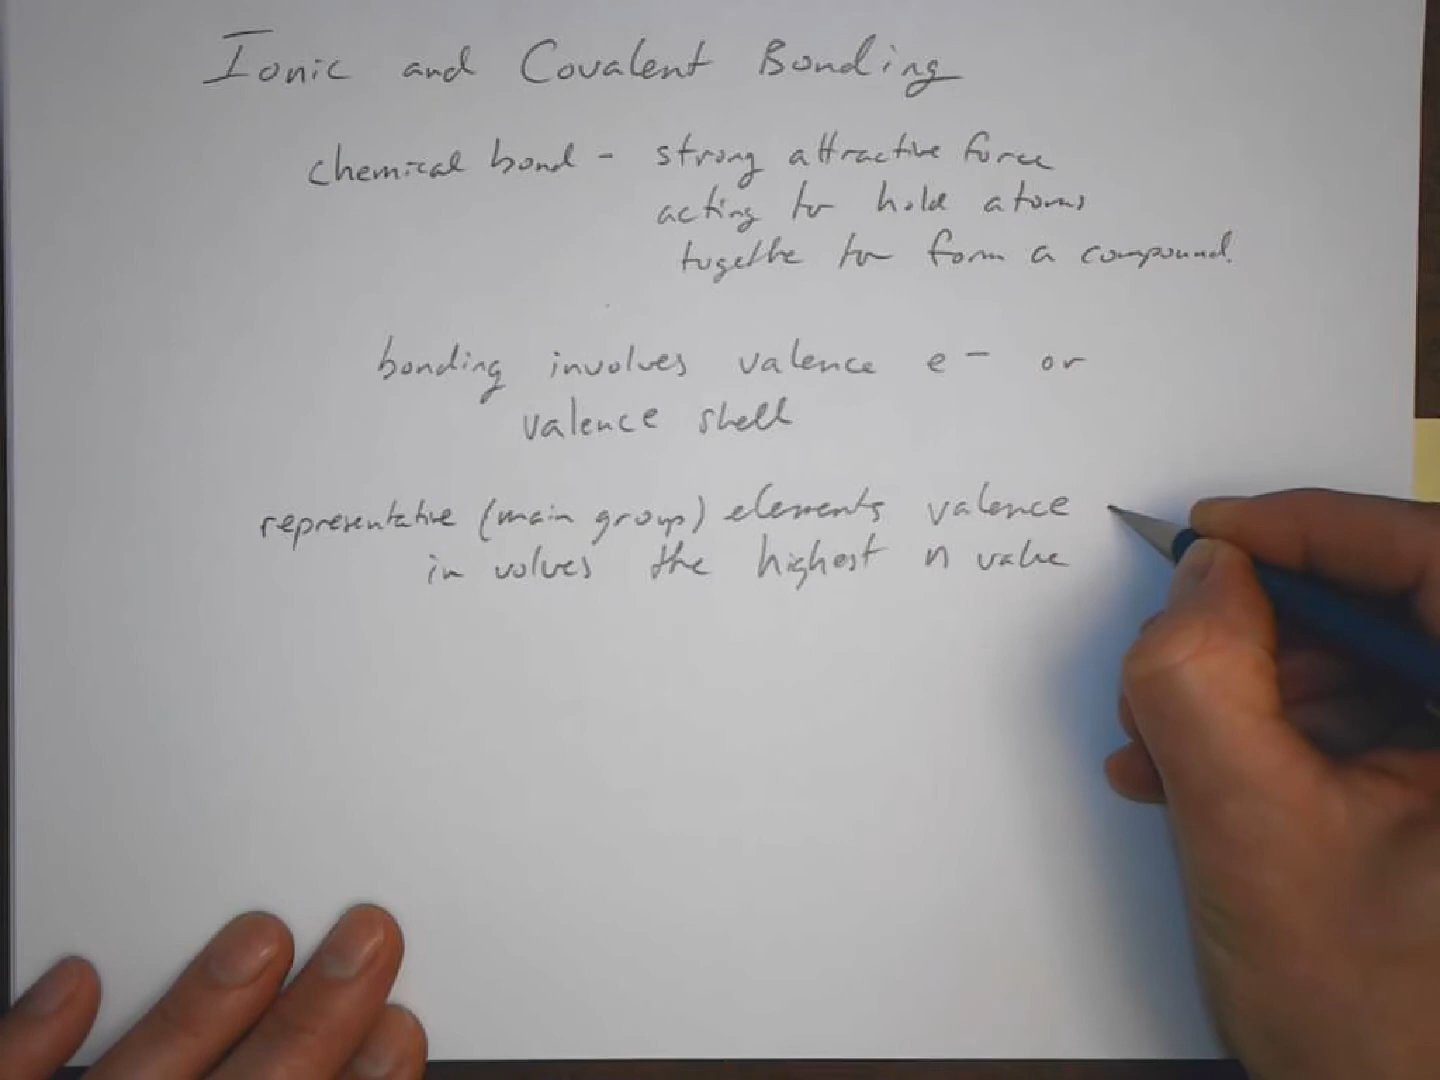 Ionic and Covalent Bonding
chemical bond - strong attractive force
acting to hold atoms
togethe to form a compound.
bonding involves valence e- or
valence shell
representative (main group) elements valence
involves the highest n value